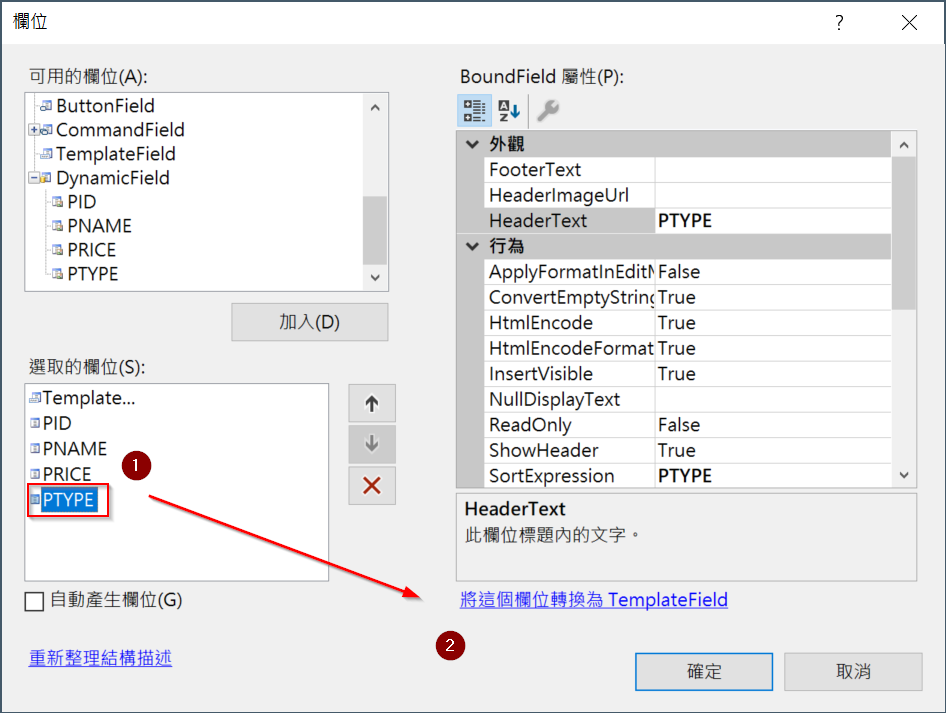 欄位
?
可用的欄位(A):
ButtonField
CommandField
TemplateField
DynamicField
PID
PNAME
PRICE
PTYPE
加入(D)
選取的欄位(S):
Template...
PID
PNAME
PRICE
PTYPE
1
自動產生欄位(G)
重新整理結構描述
BoundField 屬性(P):
外觀
FooterText
HeaderImageUrl
HeaderText PTYPE
行為
ApplyFormatInEditM False
ConvertEmptyString True
HtmlEncode True
HtmlEncodeFormat True
InsertVisible True
NullDisplayText
ReadOnly False
ShowHeader True
SortExpression PTYPE
HeaderText
此欄位標題內的文字。
將這個欄位轉換為 TemplateField
2
確定
取消